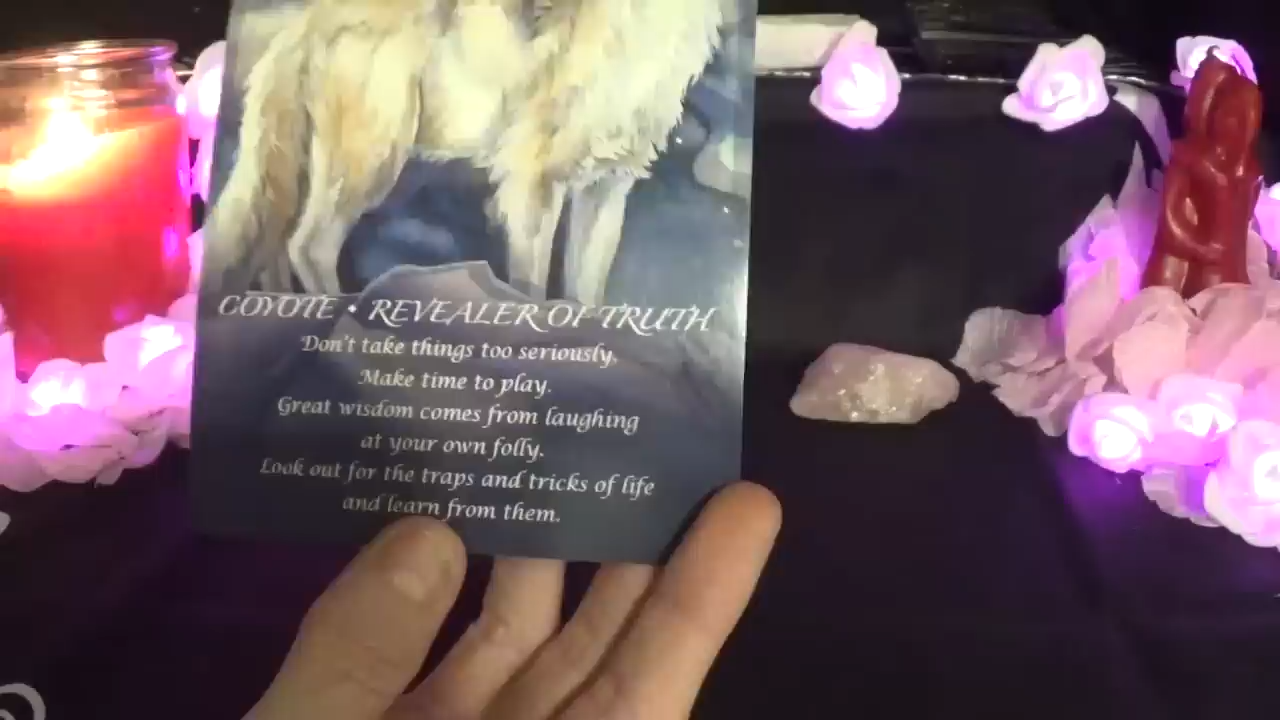 COYOTE • REVEALER OF TRUTH
Don't take things too seriously.
Make time to play.
Great wisdom comes from laughing
at your own folly.
Look out for the traps and tricks of life
and learn from them.